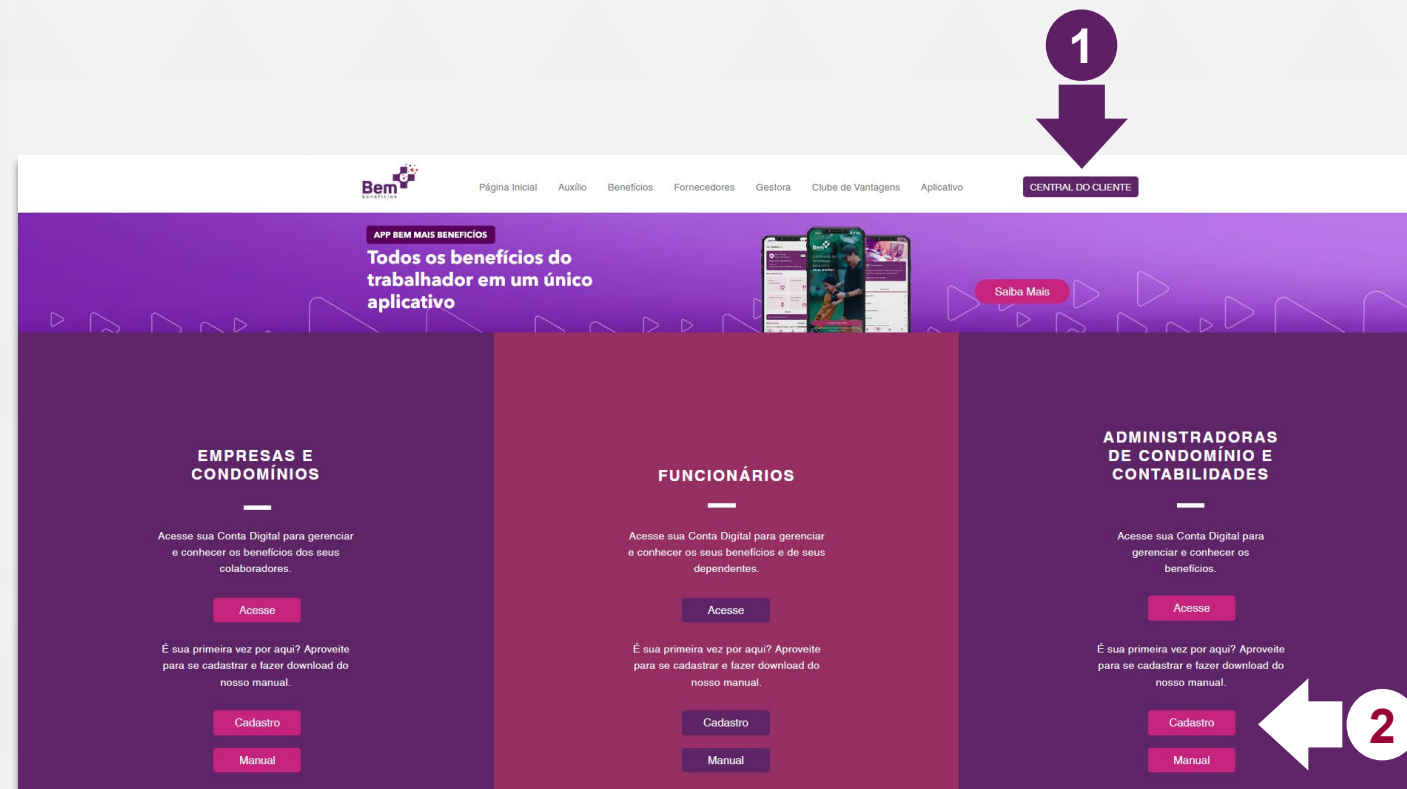 1
Bem
benefícios
Página Inicial Auxílio Benefícios Fornecedores Gestora Clube de Vantagens Aplicativo CENTRAL DO CLIENTE
APP BEM MAIS BENEFICÍOS
Todos os benefícios do
trabalhador em um único
aplicativo
Saiba Mais
EMPRESAS E
CONDOMÍNIOS
Acesse sua Conta Digital para gerenciar
e conhecer os benefícios dos seus
colaboradores.
Acesse
É sua primeira vez por aqui? Aproveite
para se cadastrar e fazer download do
nosso manual.
Cadastro
Manual
FUNCIONÁRIOS
Acesse sua Conta Digital para gerenciar
e conhecer os seus benefícios e de seus
dependentes.
Acesse
É sua primeira vez por aqui? Aproveite
para se cadastrar e fazer download do
nosso manual.
Cadastro
Manual
ADMINISTRADORAS
DE CONDOMÍNIO E
CONTABILIDADES
Acesse sua Conta Digital para
gerenciar e conhecer os
benefícios.
Acesse
É sua primeira vez por aqui? Aproveite
para se cadastrar e fazer download do
nosso manual.
Cadastro
Manual
2